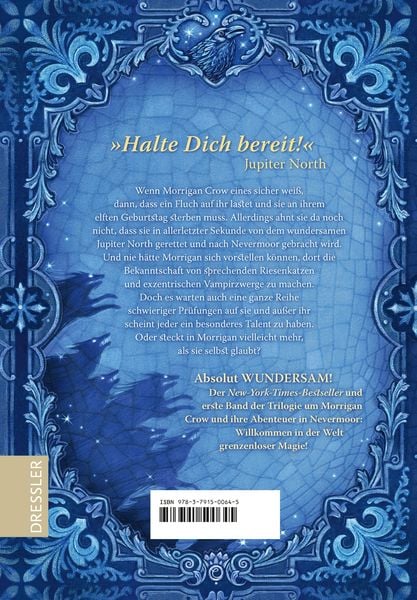 »Halte Dich bereit!«
Jupiter North
Wenn Morrigan Crow eines sicher weiß,
dann, dass ein Fluch auf ihr lastet und sie an ihrem
elften Geburtstag sterben muss. Allerdings ahnt sie da noch
nicht, dass sie in allerletzter Sekunde von dem wundersamen
Jupiter North gerettet und nach Nevermoor gebracht wird.
Und nie hätte Morrigan sich vorstellen können, dort die
Bekanntschaft von sprechenden Riesenkatzen
und exzentrischen Vampirzwerge zu machen.
Doch es warten auch eine ganze Reihe
schwieriger Prüfungen auf sie und außer ihr
scheint jeder ein besonderes Talent zu haben.
Oder steckt in Morrigan vielleicht mehr,
als sie selbst glaubt?
Absolut WUNDERSAM!
Der New-York-Times-Bestseller und
erste Band der Trilogie um Morrigan
Crow und ihre Abenteuer in Nevermoor:
Willkommen in der Welt
grenzenloser Magie!
DRESSLER
ISBN 978-3-7915-0064-5